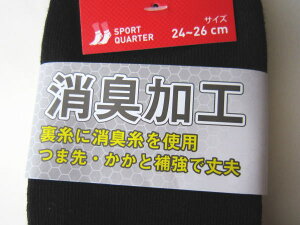 SPORT
QUARTER
サイズ
24~26 cm
消臭加工
裏糸に消臭糸を使用
つま先・かかと補強で丈夫